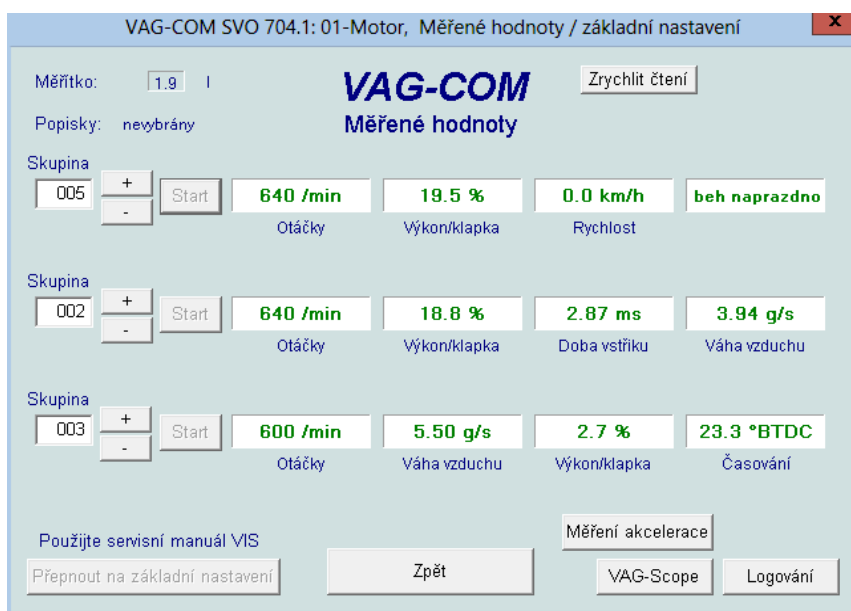 VAG-COM SVO 704.1: 01-Motor, Měřené hodnoty / základní nastavení
x
Měřítko: 1.9 l
VAG-COM
Zrychlit čtení
Popisky: nevybrány
Měřené hodnoty
Skupina
005 + - Start 640 /min 19.5 % 0.0 km/h beh naprazdno
Otáčky Výkon/klapka Rychlost
Skupina
002 + - Start 640 /min 18.8 % 2.87 ms 3.94 g/s
Otáčky Výkon/klapka Doba vstřiku Váha vzduchu
Skupina
003 + - Start 600 /min 5.50 g/s 2.7 % 23.3 °BTDC
Otáčky Váha vzduchu Výkon/klapka Časování
Použijte servisní manuál VIS
Měření akcelerace
Přepnout na základní nastavení Zpět VAG-Scope Logování